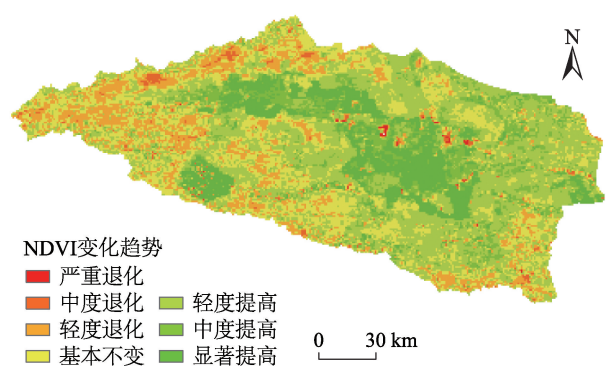 N
NDVI变化趋势
严重退化
中度退化 轻度提高
轻度退化 中度提高
基本不变 显著提高
0 30 km